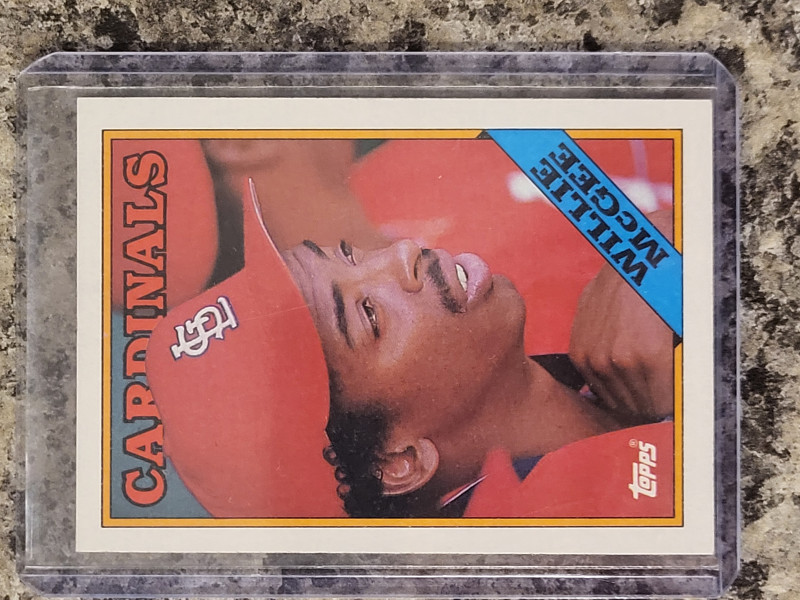 CARDINALS
StL
WILLIE
McGEE
topps®